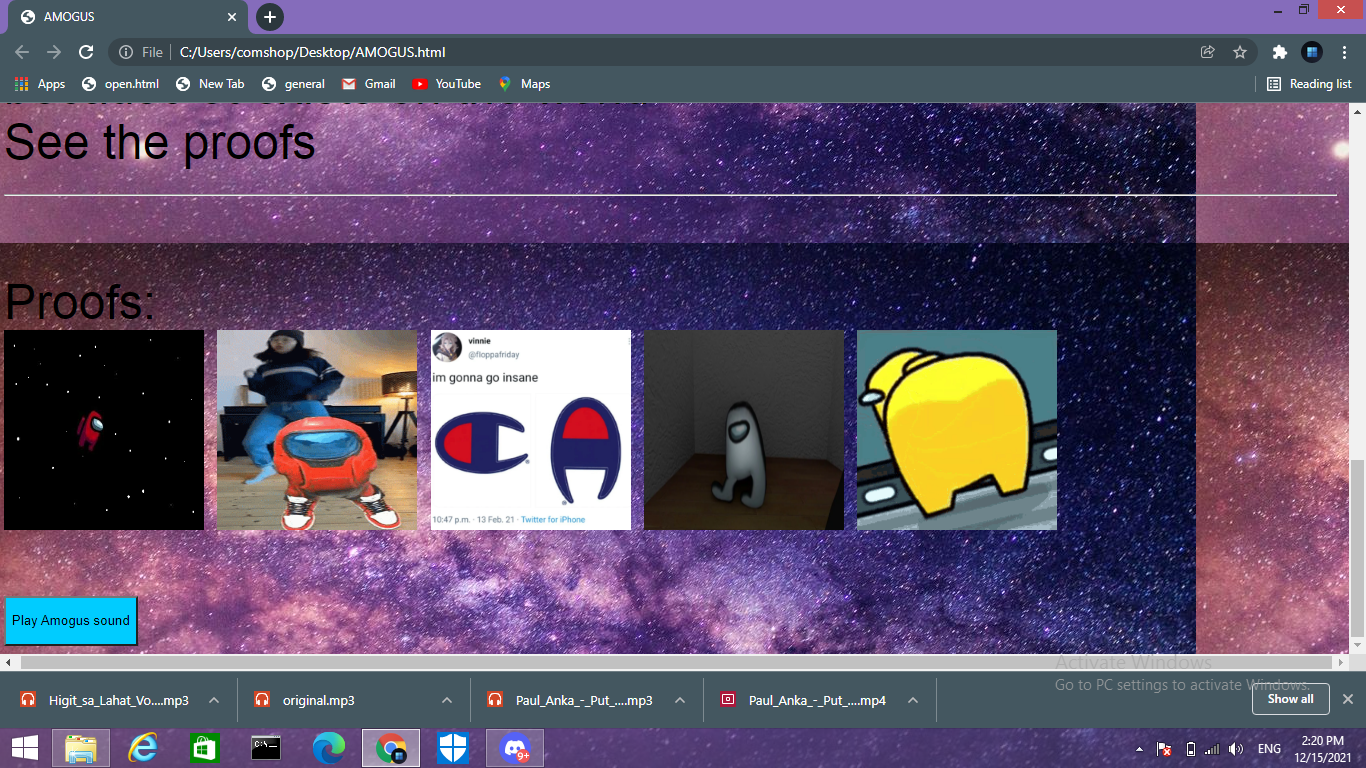 AMOGUS
File
C:/Users/comshop/Desktop/AMOGUS.html
Apps
open.html
New Tab
general
Gmail
YouTube
Maps
Reading list
See the proofs
Proofs:
vinnie
@floppafriday
im gonna go insane
10:47 p.m. · 13 Feb. 21 · Twitter for iPhone
Play Amogus sound
Activate Windows
Go to PC settings to activate Windows.
Higit_sa_Lahat_Vo....mp3
original.mp3
Paul_Anka_-_Put_....mp3
Paul_Anka_-_Put_....mp4
Show all
C:\_
9+
ENG
2:20 PM
12/15/2021